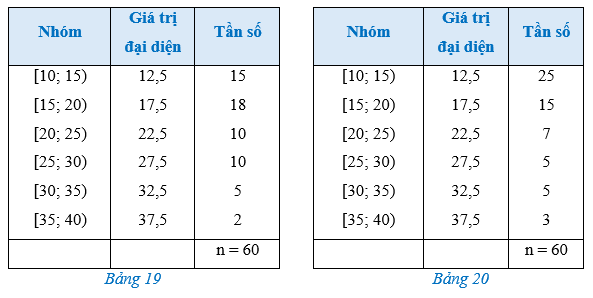 Nhóm Giá trị đại diện Tần số
[10; 15) 12,5 15
[15; 20) 17,5 18
[20; 25) 22,5 10
[25; 30) 27,5 10
[30; 35) 32,5 5
[35; 40) 37,5 2
n = 60
Bảng 19
Nhóm Giá trị đại diện Tần số
[10; 15) 12,5 25
[15; 20) 17,5 15
[20; 25) 22,5 7
[25; 30) 27,5 5
[30; 35) 32,5 5
[35; 40) 37,5 3
n = 60
Bảng 20